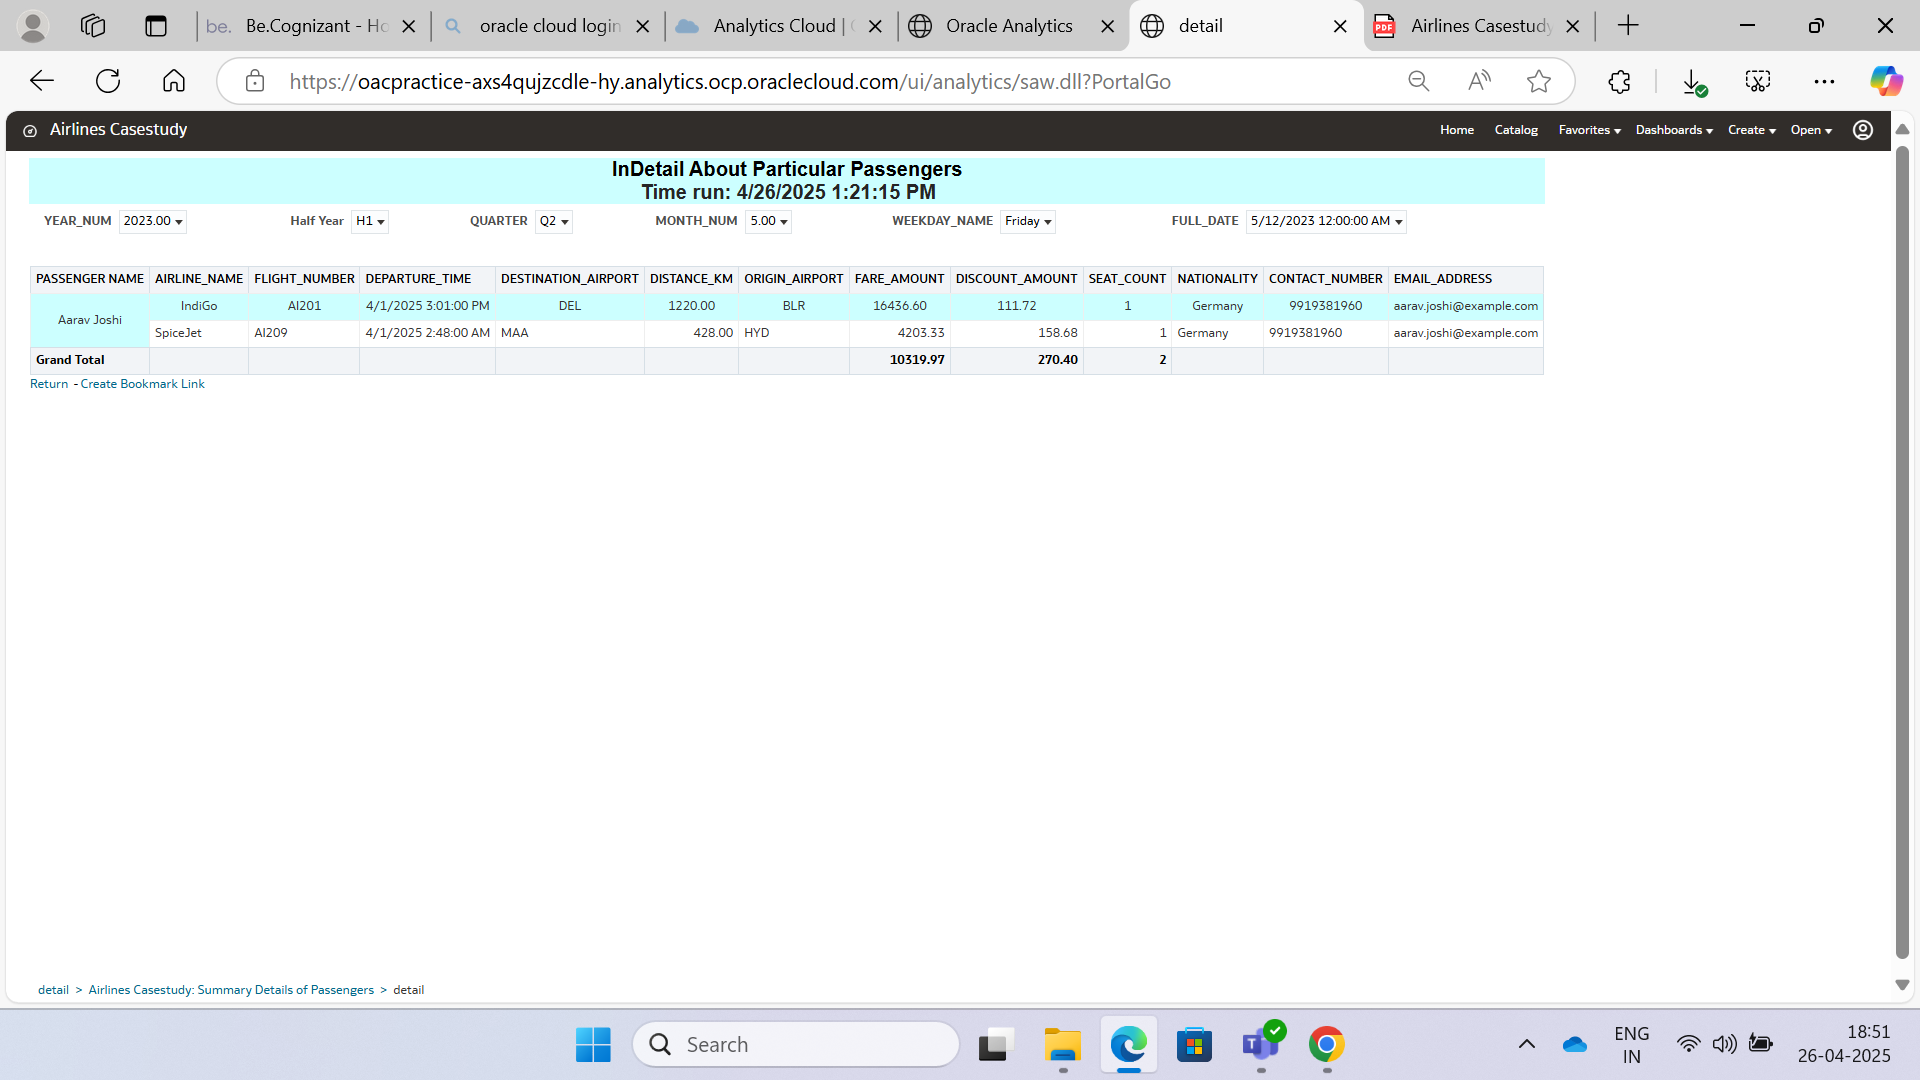 be. Be.Cognizant - Ho
oracle cloud login
Analytics Cloud |
Oracle Analytics
detail
PDF Airlines Casestudy
https://oacpractice-axs4qujzcdle-hy.analytics.ocp.oraclecloud.com/ui/analytics/saw.dll?PortalGo
Airlines Casestudy
Home Catalog Favorites Dashboards Create Open
InDetail About Particular Passengers
Time run: 4/26/2025 1:21:15 PM
YEAR_NUM 2023.00 Half Year H1 QUARTER Q2 MONTH_NUM 5.00 WEEKDAY_NAME Friday FULL_DATE 5/12/2023 12:00:00 AM
PASSENGER NAME AIRLINE_NAME FLIGHT_NUMBER DEPARTURE_TIME DESTINATION_AIRPORT DISTANCE_KM ORIGIN_AIRPORT FARE_AMOUNT DISCOUNT_AMOUNT SEAT_COUNT NATIONALITY CONTACT_NUMBER EMAIL_ADDRESS
Aarav Joshi IndiGo AI201 4/1/2025 3:01:00 PM DEL 1220.00 BLR 16436.60 111.72 1 Germany 9919381960 aarav.joshi@example.com
SpiceJet AI209 4/1/2025 2:48:00 AM MAA 428.00 HYD 4203.33 158.68 1 Germany 9919381960 aarav.joshi@example.com
Grand Total 10319.97 270.40 2
Return - Create Bookmark Link
detail > Airlines Casestudy: Summary Details of Passengers > detail
Search
ENG
IN
18:51
26-04-2025